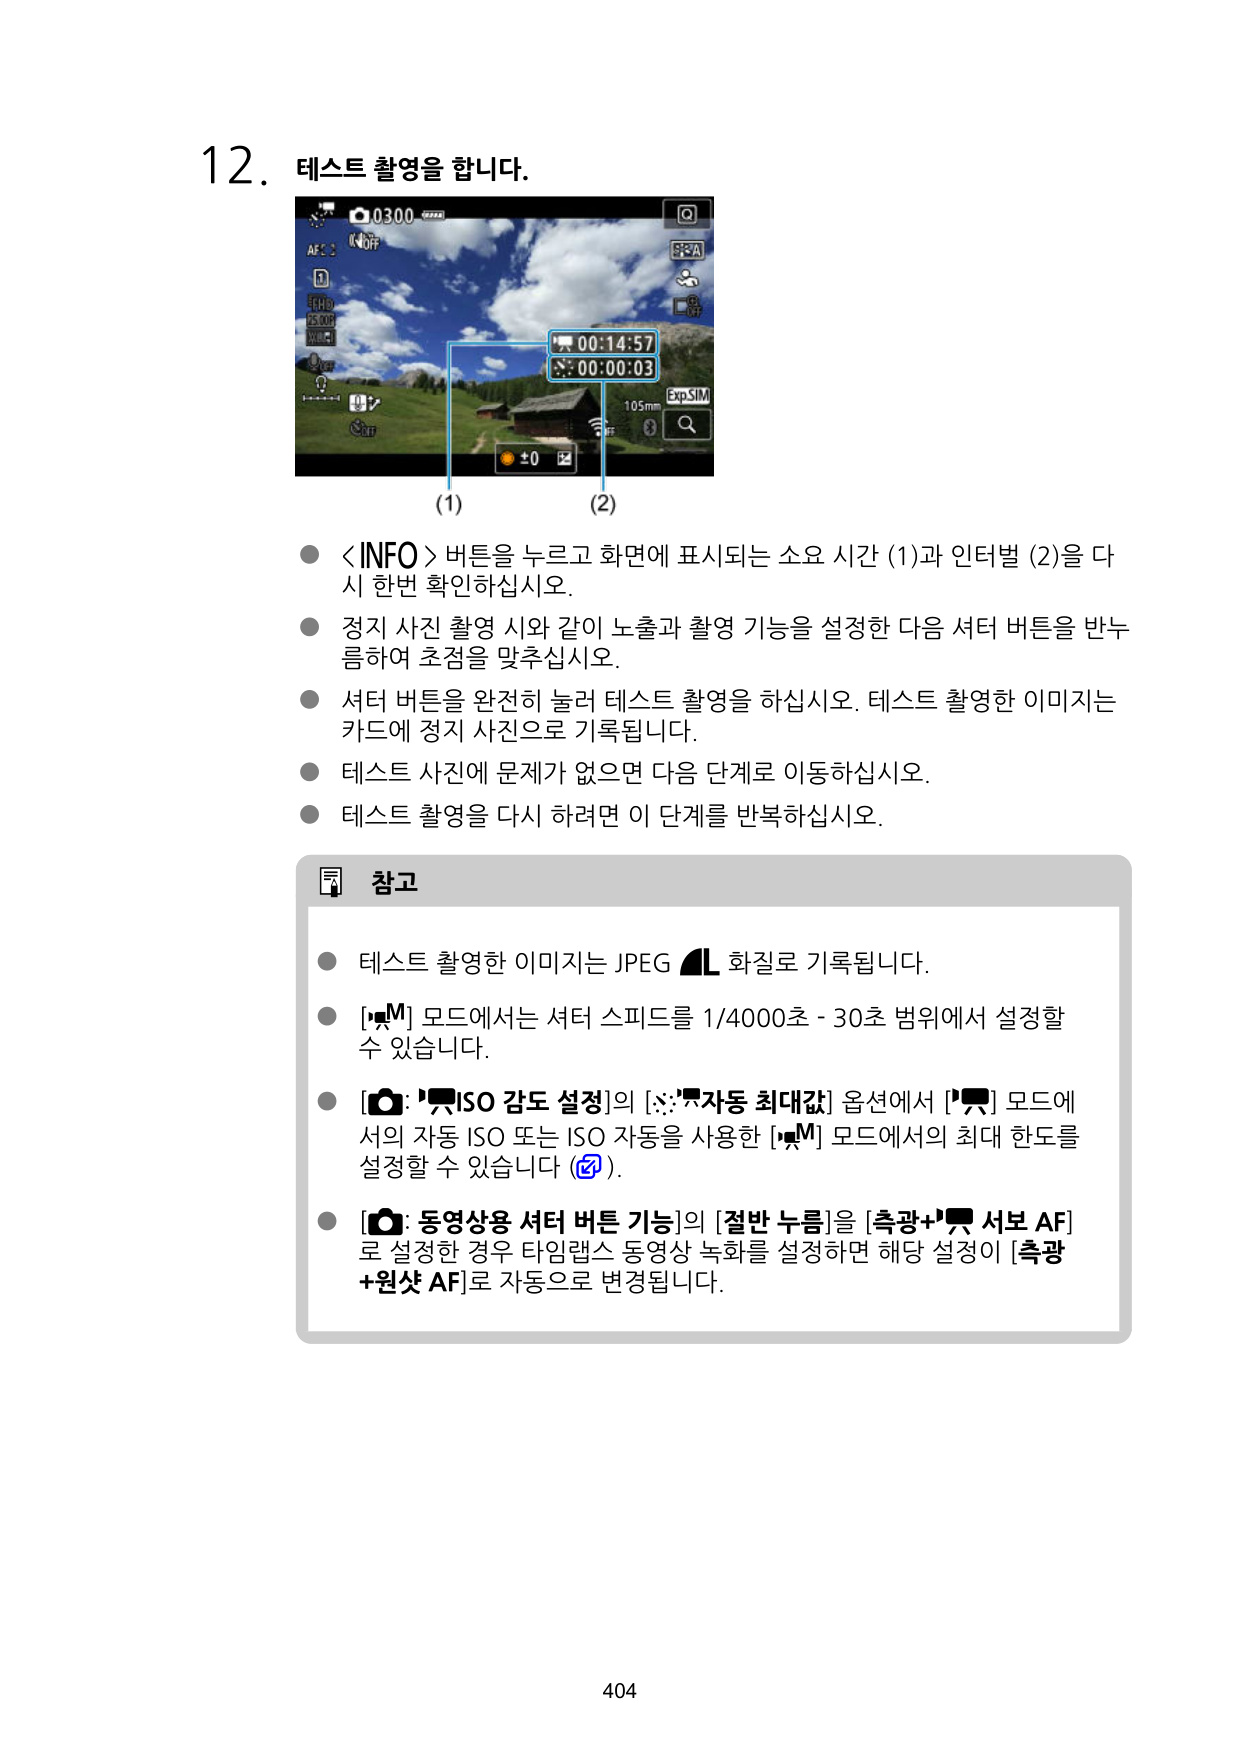 12. 테스트 촬영을 합니다.
0300
Q
OFF
AF
A
1
FHD
25.00P
OFF
OFF
00:14:57
00:00:03
Exp.SIM
105mm
OFF
OFF
±0
(1) (2)
● <INFO> 버튼을 누르고 화면에 표시되는 소요 시간 (1)과 인터벌 (2)을 다
시 한번 확인하십시오.
● 정지 사진 촬영 시와 같이 노출과 촬영 기능을 설정한 다음 셔터 버튼을 반누
름하여 초점을 맞추십시오.
● 셔터 버튼을 완전히 눌러 테스트 촬영을 하십시오. 테스트 촬영한 이미지는
카드에 정지 사진으로 기록됩니다.
● 테스트 사진에 문제가 없으면 다음 단계로 이동하십시오.
● 테스트 촬영을 다시 하려면 이 단계를 반복하십시오.
참고
● 테스트 촬영한 이미지는 JPEG L 화질로 기록됩니다.
● [M] 모드에서는 셔터 스피드를 1/4000초 - 30초 범위에서 설정할
수 있습니다.
● [: ISO 감도 설정]의 [자동 최대값] 옵션에서 [] 모드에
서의 자동 ISO 또는 ISO 자동을 사용한 [M] 모드에서의 최대 한도를
설정할 수 있습니다 ().
● [: 동영상용 셔터 버튼 기능]의 [절반 누름]을 [측광+ 서보 AF]
로 설정한 경우 타임랩스 동영상 녹화를 설정하면 해당 설정이 [측광
+원샷 AF]로 자동으로 변경됩니다.
404